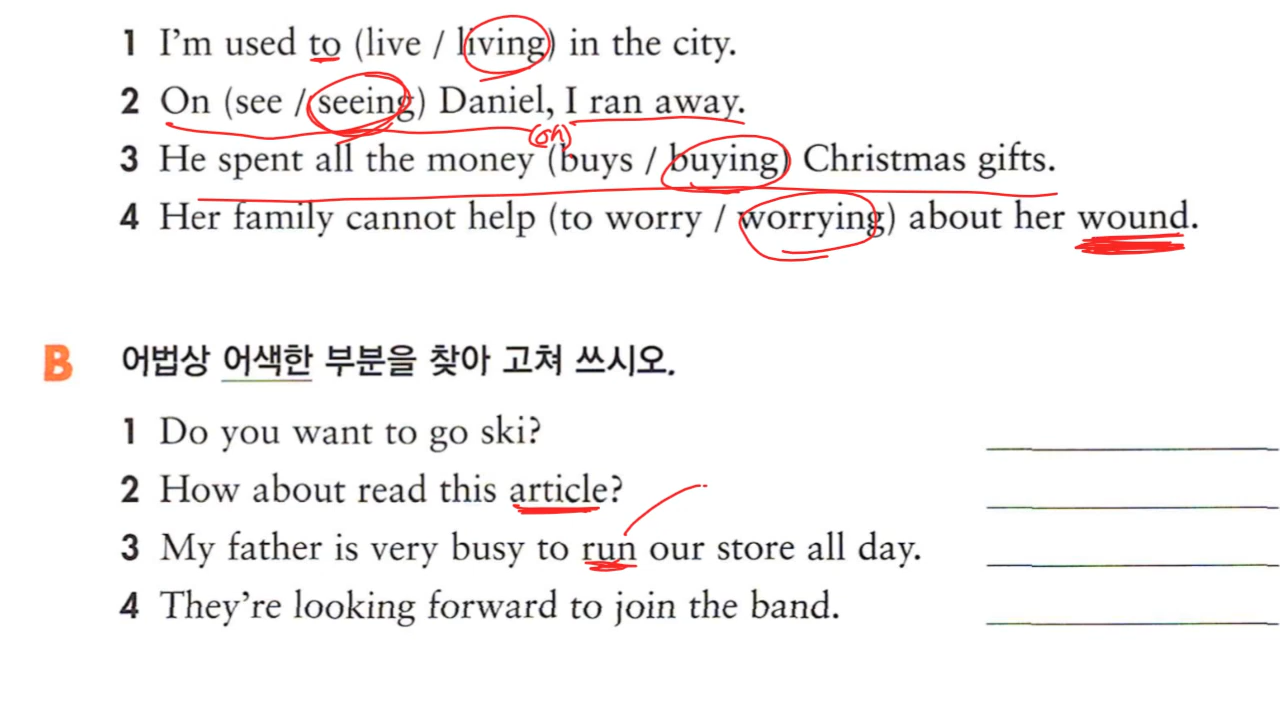 1 I'm used to (live / living) in the city.
2 On (see / seeing) Daniel, I ran away.
(on)
3 He spent all the money (buys / buying) Christmas gifts.
4 Her family cannot help (to worry / worrying) about her wound.
B 어법상 어색한 부분을 찾아 고쳐 쓰시오.
1 Do you want to go ski?
2 How about read this article?
3 My father is very busy to run our store all day.
4 They're looking forward to join the band.